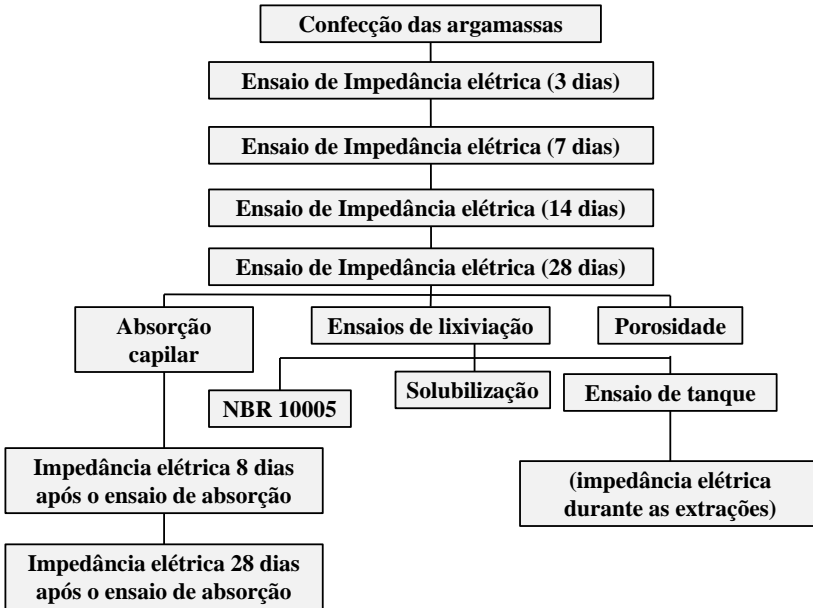 Confecção das argamassas
Ensaio de Impedância elétrica (3 dias)
Ensaio de Impedância elétrica (7 dias)
Ensaio de Impedância elétrica (14 dias)
Ensaio de Impedância elétrica (28 dias)
Absorção
capilar
Ensaios de lixiviação
Porosidade
NBR 10005
Solubilização
Ensaio de tanque
Impedância elétrica 8 dias
após o ensaio de absorção
(impedância elétrica
durante as extrações)
Impedância elétrica 28 dias
após o ensaio de absorção